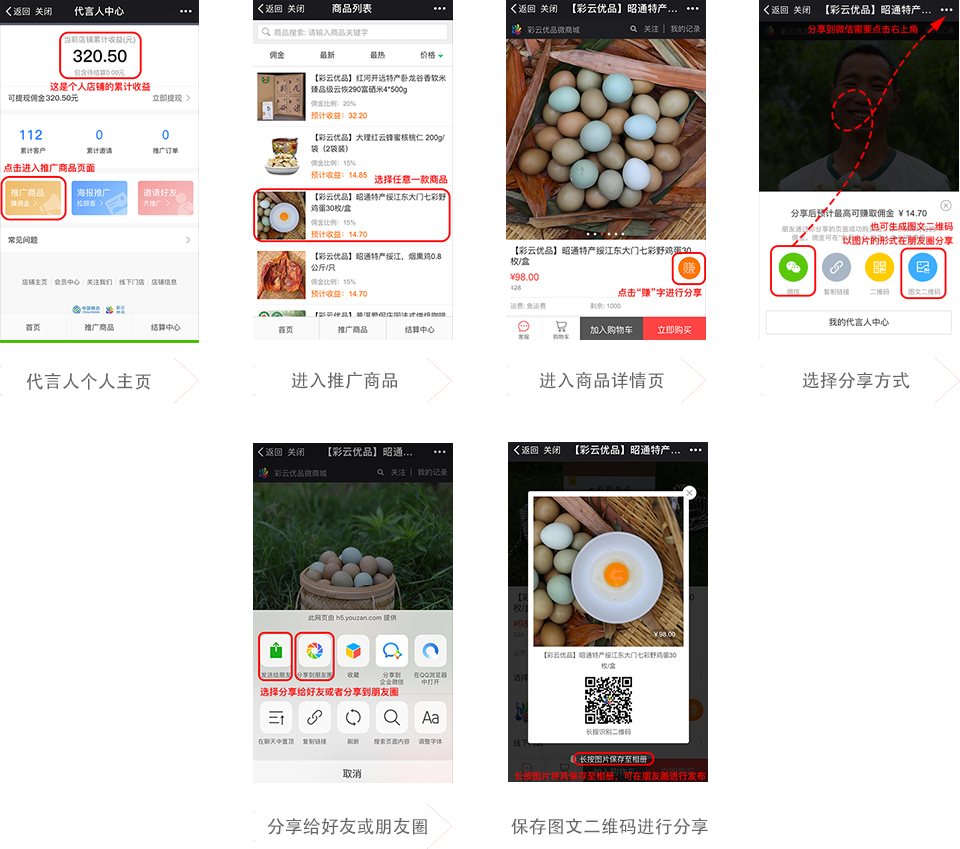 返回 关闭 代言人中心
当前店铺累计收益(元)
320.50
包含待结算0.00元
这是个人店铺的累计收益
可提现佣金320.50元 立即提现
112 0 0
累计客户 累计邀请 推广订单
点击进入推广商品页面
推广商品 海报推广 邀请好友
赚佣金 拉顾客 齐推广
常见问题
店铺主页 会员中心 关注我们 线下门店 店铺信息
首页 推广商品 结算中心
代言人个人主页
返回 关闭 商品列表
商品搜索: 请输入商品关键字
佣金 最新 最热 价格
【彩云优品】红河开远特产卧龙谷香软米
臻品级云恢290富硒米4*500g
佣金比例: 20%
预计收益: 32.20
【彩云优品】大理红云蜂蜜核桃仁 200g/
袋（2袋装）
佣金比例: 15%
预计收益: 14.85
选择任意一款商品
【彩云优品】昭通特产绥江东大门七彩野
鸡蛋30枚/盒
佣金比例: 15%
预计收益: 14.70
【彩云优品】昭通特产绥江，烟熏鸡0.8
公斤/只
佣金比例: 15%
预计收益: 14.70
首页 推广商品 结算中心
进入推广商品
返回 关闭 【彩云优品】昭通特产...
彩云优品微商城 关注 我的记录
【彩云优品】昭通特产绥江东大门七彩野鸡蛋30
枚/盒
¥98.00
128
赚
点击“赚”字进行分享
运费: 免运费 剩余: 1000
客服 购物车 加入购物车 立即购买
进入商品详情页
返回 关闭 【彩云优品】昭通特产...
分享到微信需要点击右上角
分享后预计最高可赚取佣金 ¥ 14.70
也可生成图文二维码
以图片的形式在朋友圈分享
微信 复制链接 二维码 图文二维码
我的代言人中心
选择分享方式
返回 关闭 【彩云优品】昭通...
彩云优品微商城 关注 我的记录
此网页由 h5.youzan.com 提供
发送给朋友 分享到朋友圈 收藏 分享到
企业微信 在QQ浏览器
中打开
选择分享给好友或者分享到朋友圈
Aa
在聊天中置顶 复制链接 刷新 搜索页面内容 调整字体
取消
分享给好友或朋友圈
返回 关闭 【彩云优品】昭通特产...
¥98.00
【彩云优品】昭通特产绥江东大门七彩野鸡蛋30
枚/盒
长按识别二维码
长按图片保存至相册
长按图片将其保存至相册，可在朋友圈进行发布
保存图文二维码进行分享